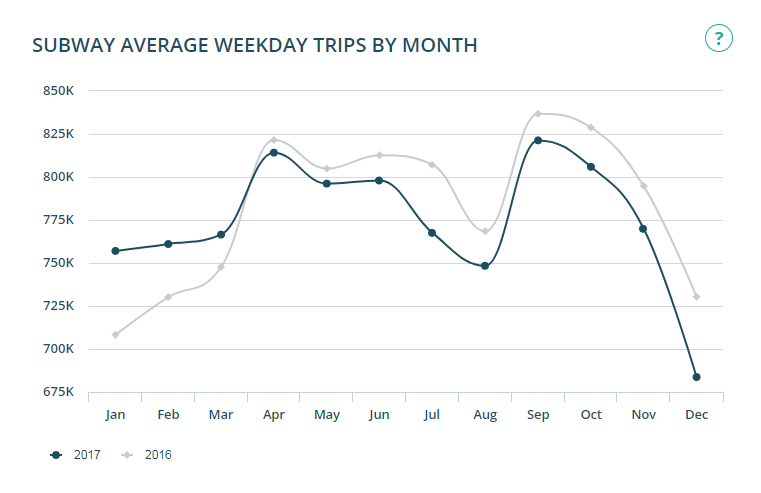 SUBWAY AVERAGE WEEKDAY TRIPS BY MONTH
?
850K
825K
800K
775K
750K
725K
700K
675K
Jan Feb Mar Apr May Jun Jul Aug Sep Oct Nov Dec
2017 2016